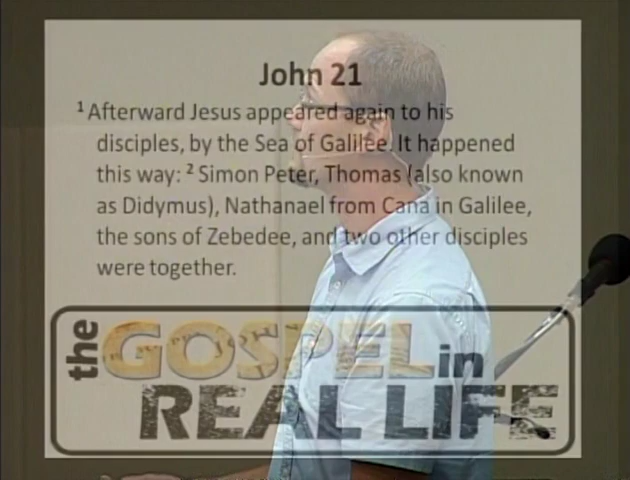 John 21
¹ Afterward Jesus appeared again to his
disciples, by the Sea of Galilee. It happened
this way: ² Simon Peter, Thomas (also known
as Didymus), Nathanael from Cana in Galilee,
the sons of Zebedee, and two other disciples
were together.
the GOSPEL in
REAL LIFE